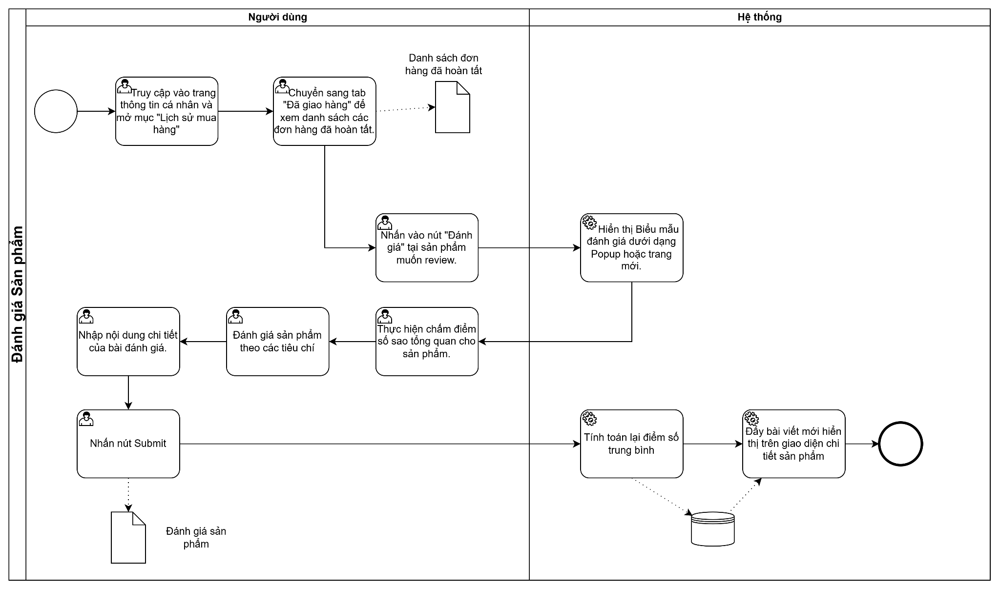 Đánh giá Sản phẩm
Người dùng
Hệ thống
Danh sách đơn
hàng đã hoàn tất
Truy cập vào trang
thông tin cá nhân và
mở mục "Lịch sử mua
hàng"
Chuyển sang tab
"Đã giao hàng" để
xem danh sách các
đơn hàng đã hoàn tất.
Nhấn vào nút "Đánh
giá" tại sản phẩm
muốn review.
Hiển thị Biểu mẫu
đánh giá dưới dạng
Popup hoặc trang
mới.
Thực hiện chấm điểm
số sao tổng quan cho
sản phẩm.
Đánh giá sản phẩm
theo các tiêu chí
Nhập nội dung chi tiết
của bài đánh giá.
Nhấn nút Submit
Tính toán lại điểm số
trung bình
Đẩy bài viết mới hiển
thị trên giao diện chi
tiết sản phẩm
Đánh giá sản
phẩm